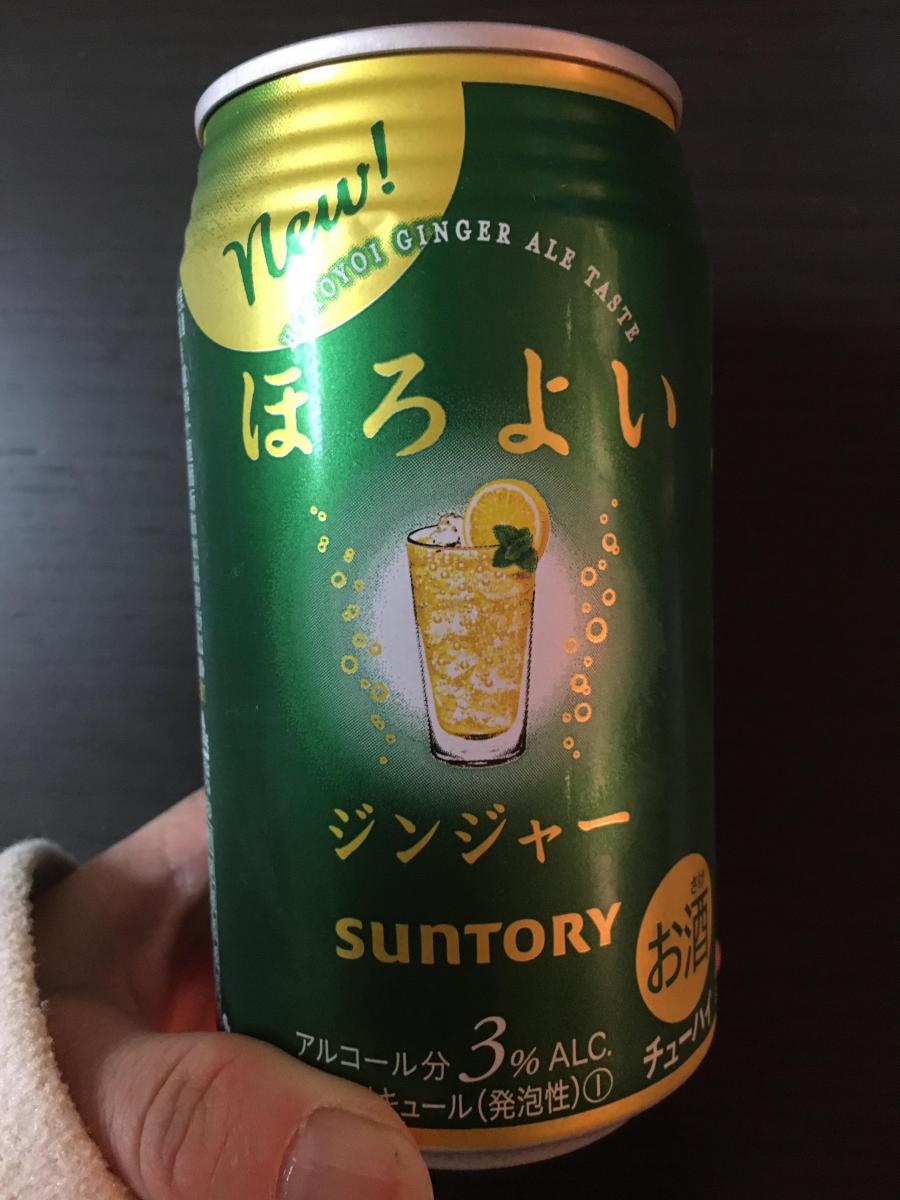 New!
HOROYOI GINGER ALE TASTE
ほろよい
ジンジャー
SUNTORY
さけ
お酒
チューハイ
アルコール分 3% ALC.
キュール(発泡性)①